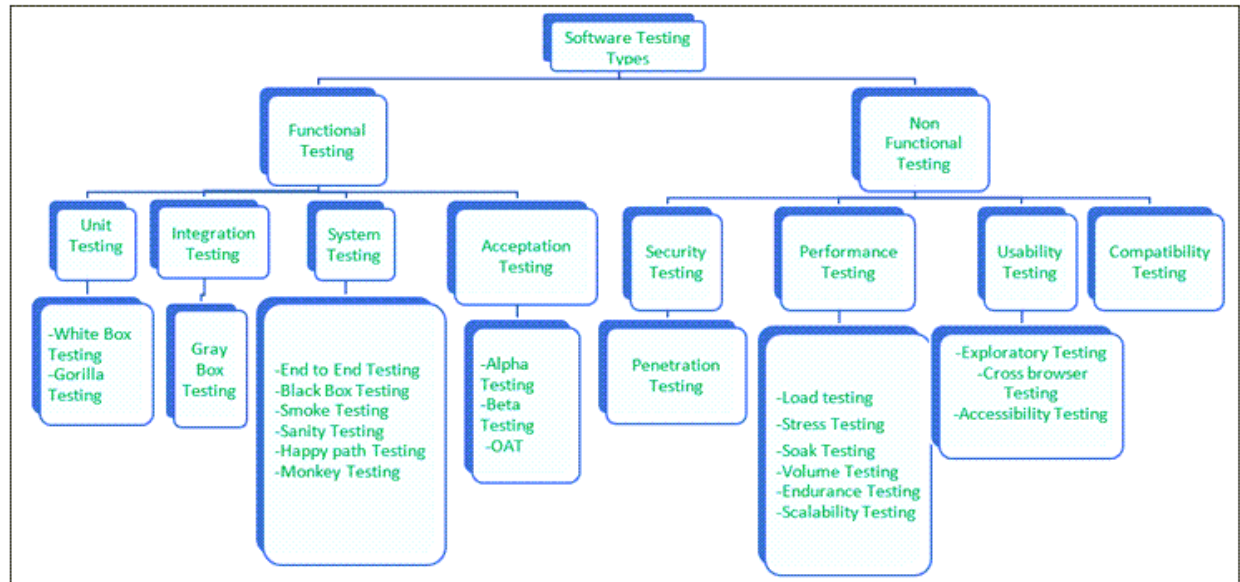 Software Testing
Types
Functional
Testing
Non
Functional
Testing
Unit
Testing
Integration
Testing
System
Testing
Acceptation
Testing
Security
Testing
Performance
Testing
Usability
Testing
Compatibility
Testing
-White Box
Testing
-Gorilla
Testing
Gray
Box
Testing
-End to End Testing
-Black Box Testing
-Smoke Testing
-Sanity Testing
-Happy path Testing
-Monkey Testing
-Alpha
Testing
-Beta
Testing
-OAT
Penetration
Testing
-Load testing
-Stress Testing
-Soak Testing
-Volume Testing
-Endurance Testing
-Scalability Testing
-Exploratory Testing
-Cross browser
Testing
-Accessibility Testing